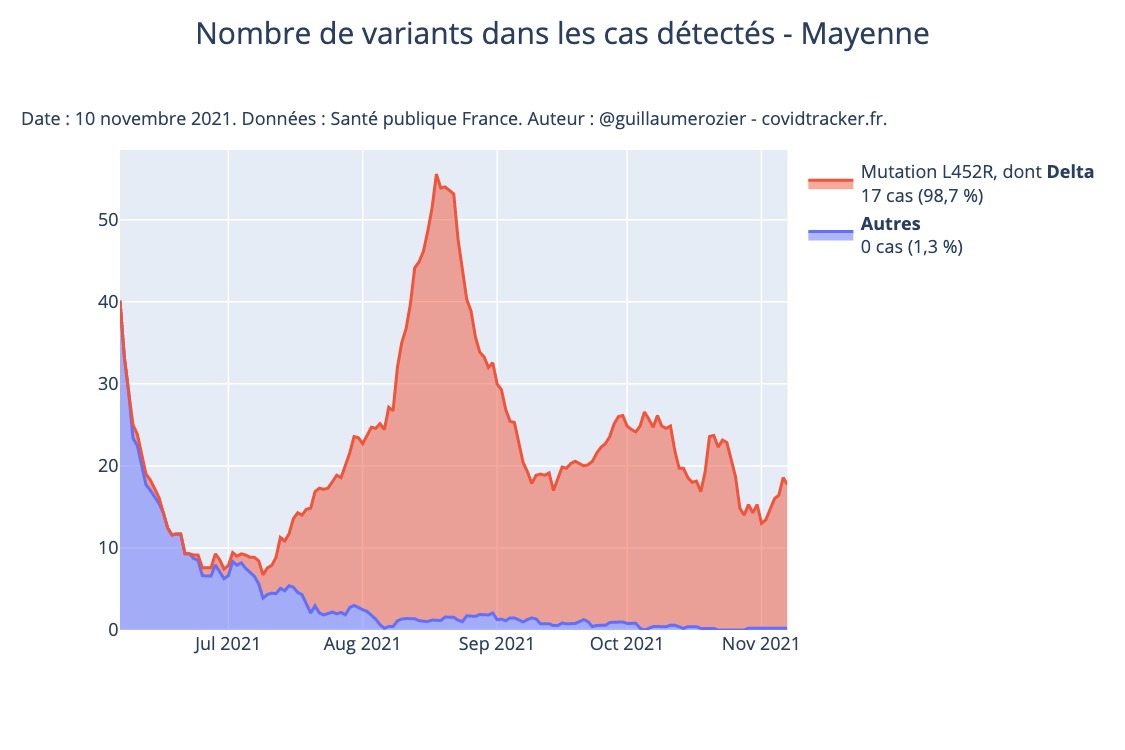 Nombre de variants dans les cas détectés - Mayenne
Date : 10 novembre 2021. Données : Santé publique France. Auteur : @guillaumerozier - covidtracker.fr.
Mutation L452R, dont Delta
17 cas (98,7 %)
Autres
0 cas (1,3 %)
50
40
30
20
10
0
Jul 2021
Aug 2021
Sep 2021
Oct 2021
Nov 2021